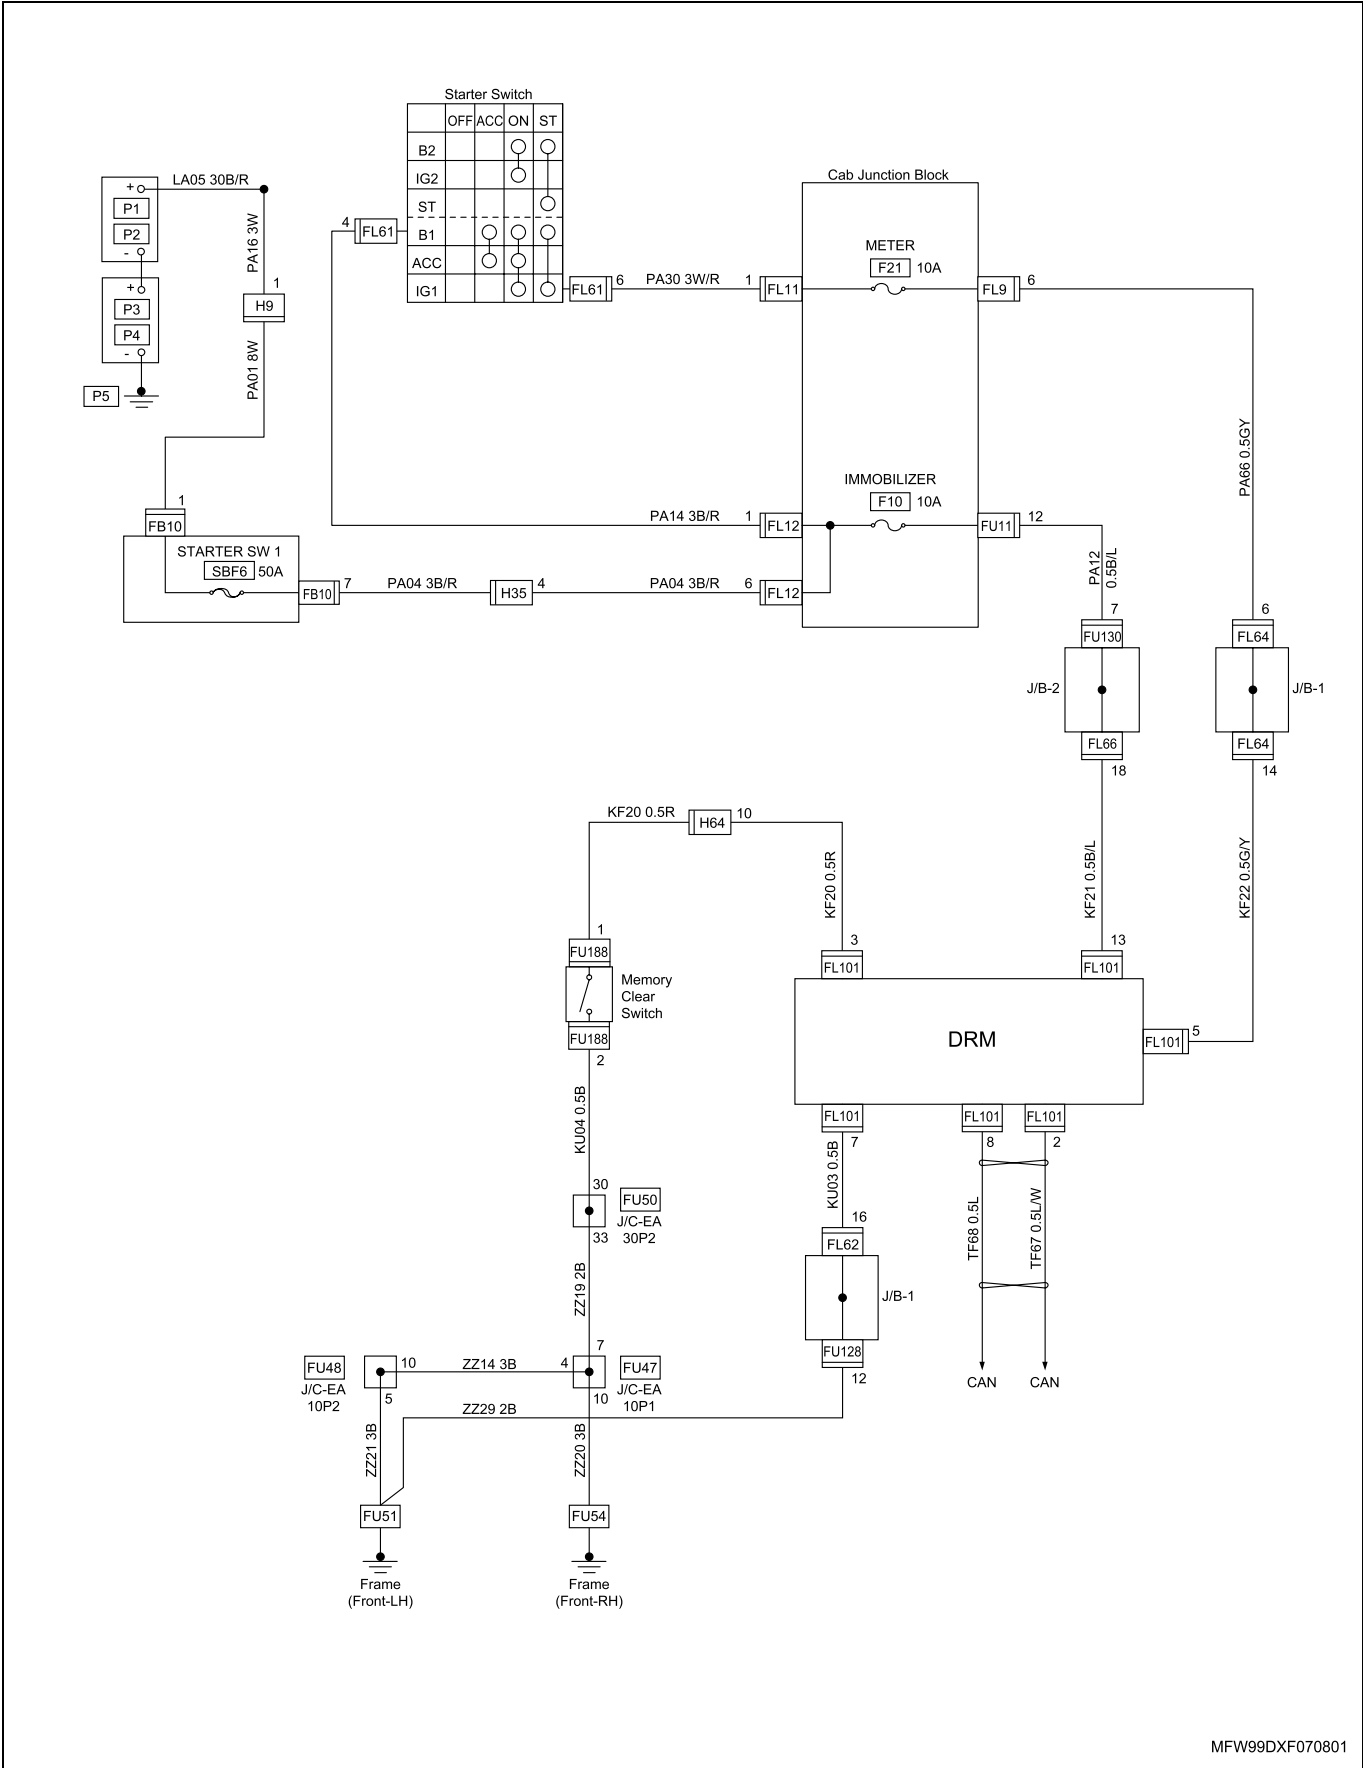 Starter Switch
OFF ACC ON ST
B2
IG2
ST
B1
ACC
IG1
4
FL61
FL61
6
PA30 3W/R
1
FL11
Cab Junction Block
METER
F21 10A
FL9
6
+
P1
P2
-
+
P3
P4
-
P5
LA05 30B/R
PA16 3W
1
H9
PA01 8W
PA66 0.5GY
IMMOBILIZER
F10 10A
PA14 3B/R
1
FL12
FU11
12
1
FB10
STARTER SW 1
SBF6 50A
FB10
7
PA04 3B/R
H35
4
PA04 3B/R
6
FL12
PA12
0.5B/L
7
FU130
J/B-2
FL66
18
6
FL64
J/B-1
FL64
14
KF20 0.5R
H64
10
KF20 0.5R
KF21 0.5B/L
KF22 0.5G/Y
1
FU188
Memory
Clear
Switch
FU188
2
3
FL101
13
FL101
DRM
FL101
5
FL101
7
FL101
8
FL101
2
KU04 0.5B
KU03 0.5B
TF68 0.5L
TF67 0.5L/W
30
FU50
J/C-EA
30P2
33
16
FL62
J/B-1
FU128
12
ZZ19 2B
CAN
CAN
FU48
J/C-EA
10P2
10
5
ZZ14 3B
4
7
10
FU47
J/C-EA
10P1
ZZ29 2B
ZZ21 3B
ZZ20 3B
FU51
FU54
Frame
(Front-LH)
Frame
(Front-RH)
MFW99DXF070801